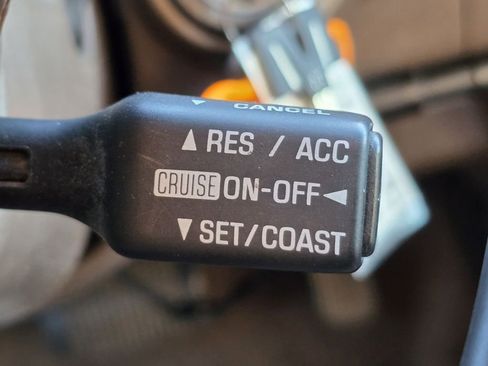 ▼ CANCEL
▲ RES / ACC
CRUISE ON-OFF ◄
▼ SET/COAST